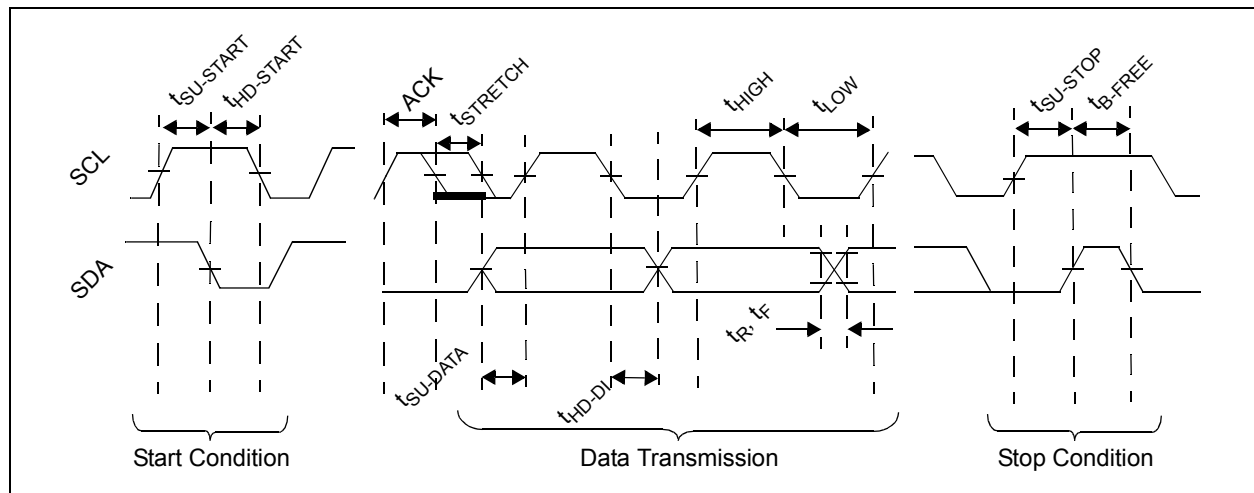 tSU-START
tHD-START
ACK
tSTRETCH
tHIGH
tLOW
tSU-STOP
tB-FREE
SCL
SDA
tR, tF
tSU-DATA
tHD-DI
Start Condition
Data Transmission
Stop Condition